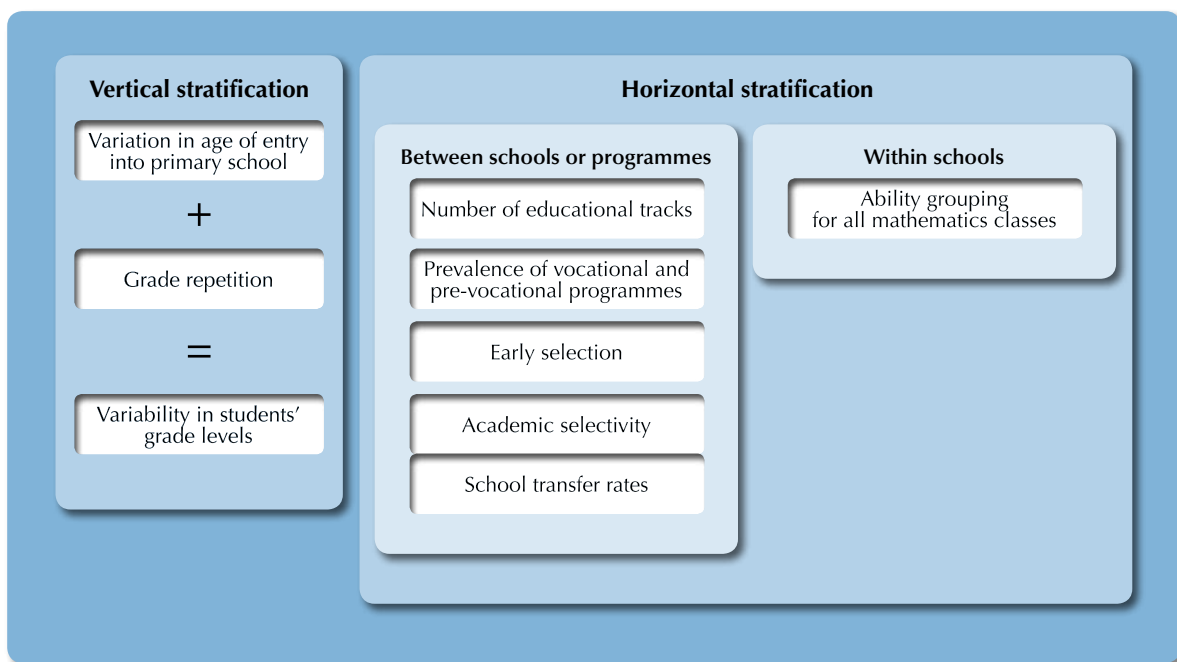 Vertical stratification
Variation in age of entry
into primary school
+
Grade repetition
=
Variability in students’
grade levels
Horizontal stratification
Between schools or programmes
Number of educational tracks
Prevalence of vocational and
pre-vocational programmes
Early selection
Academic selectivity
School transfer rates
Within schools
Ability grouping
for all mathematics classes